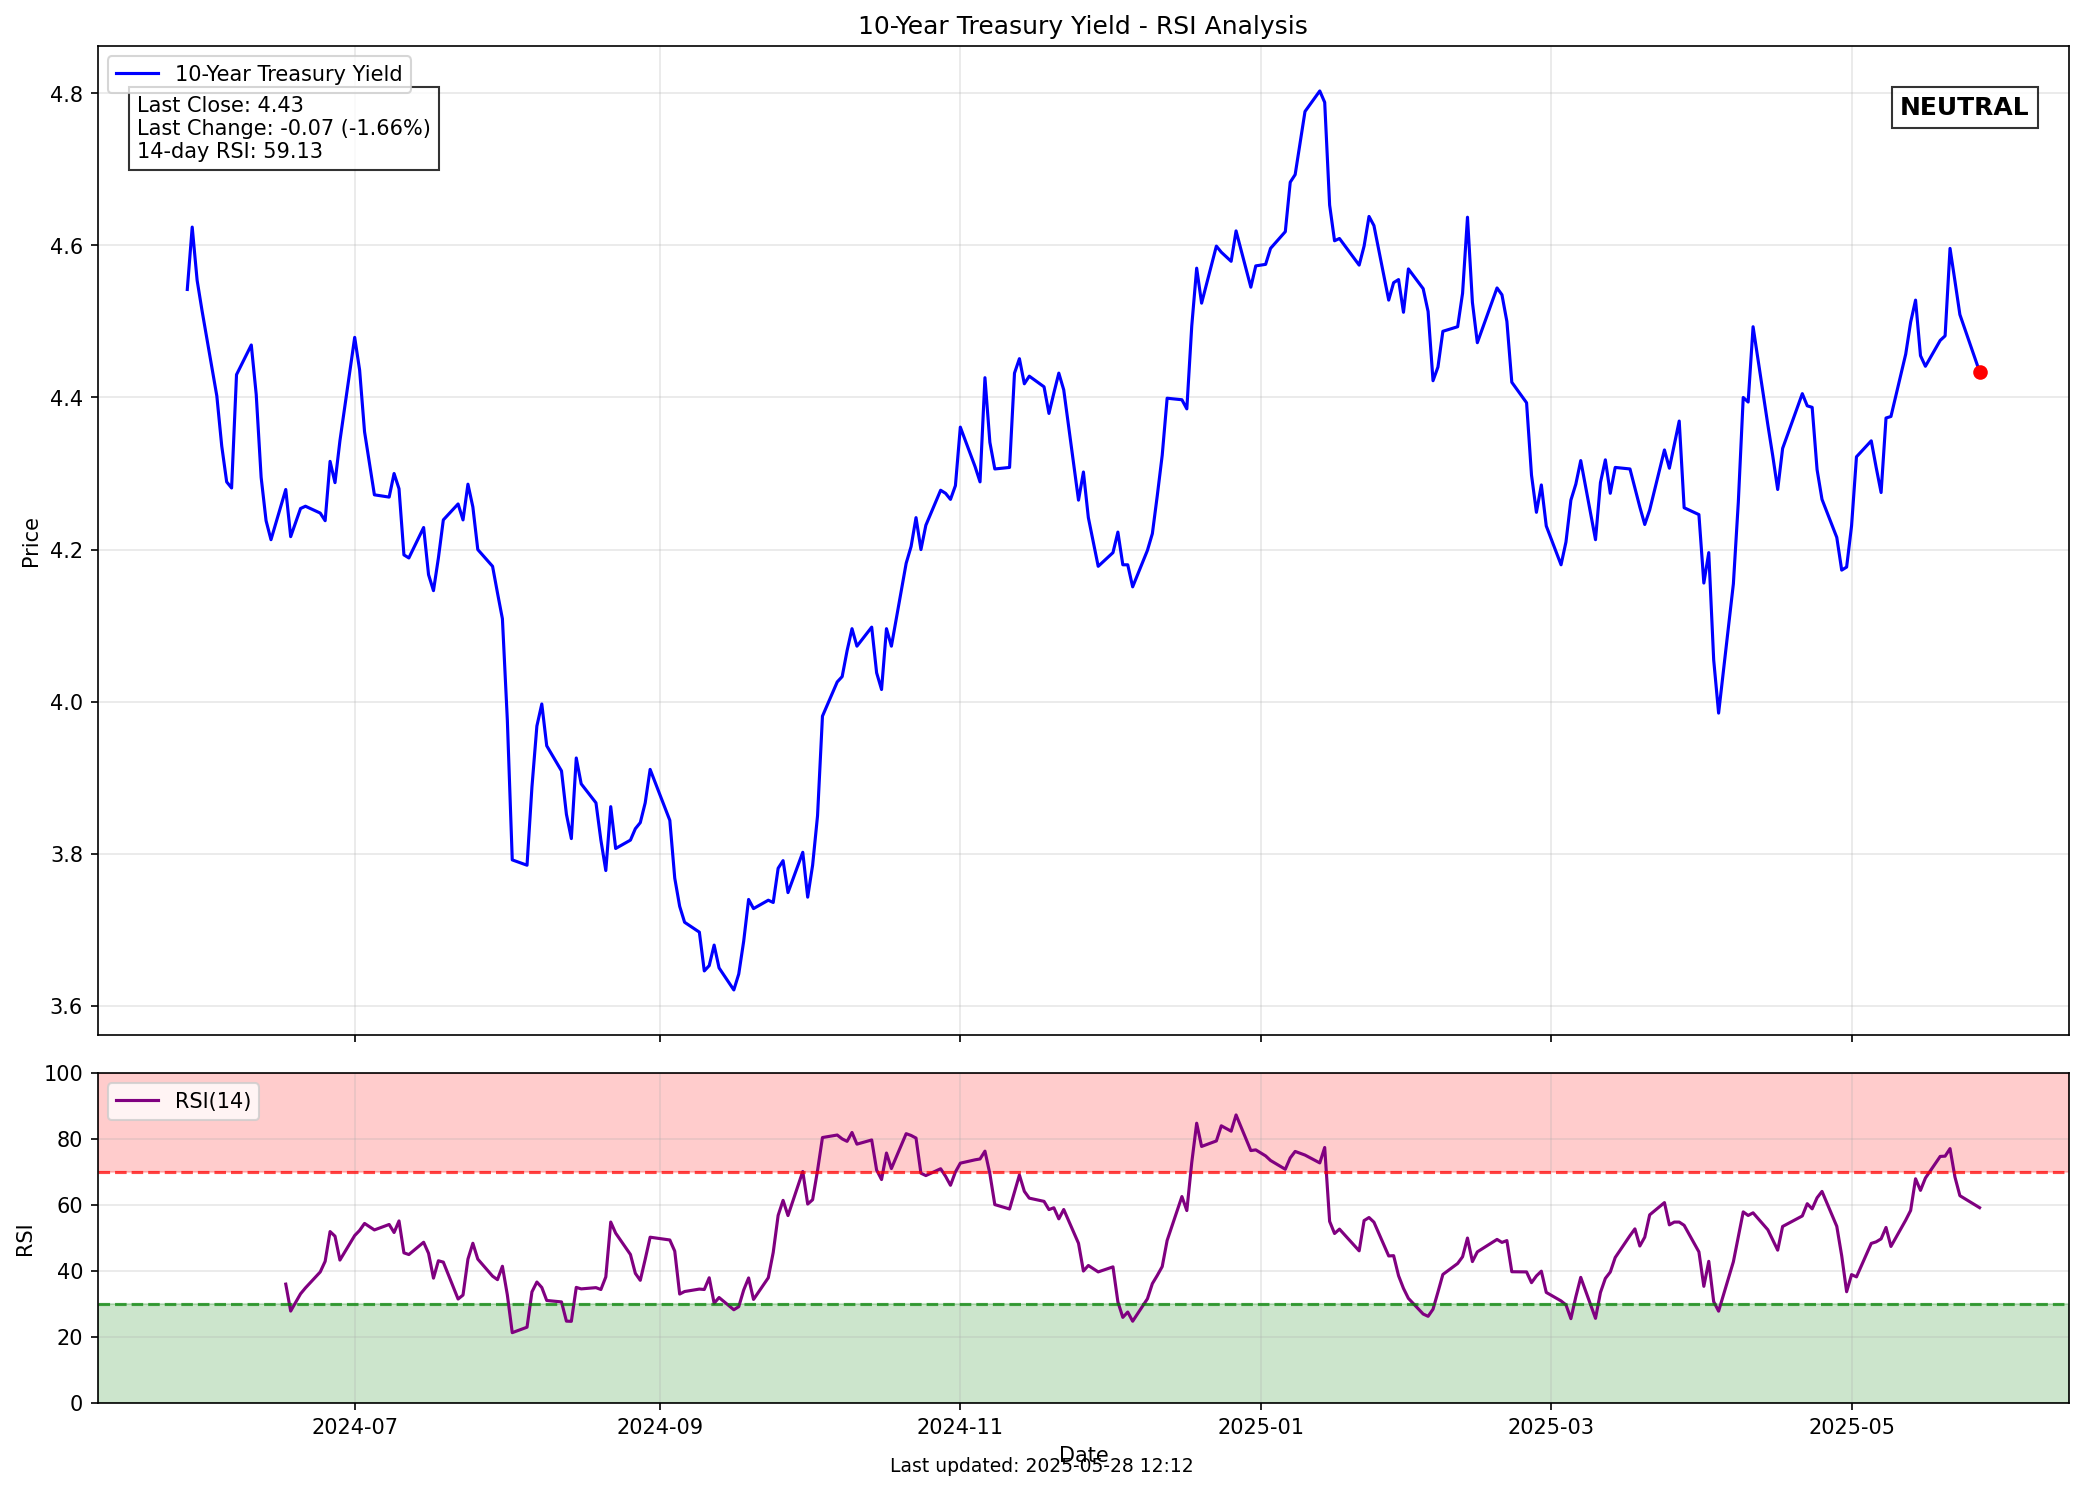 10-Year Treasury Yield - RSI Analysis
10-Year Treasury Yield
Last Close: 4.43
Last Change: -0.07 (-1.66%)
14-day RSI: 59.13
NEUTRAL
4.8
4.6
4.4
4.2
4.0
3.8
3.6
Price
RSI(14)
100
80
60
40
20
0
RSI
2024-07 2024-09 2024-11 2025-01 2025-03 2025-05
Date
Last updated: 2025-05-28 12:12